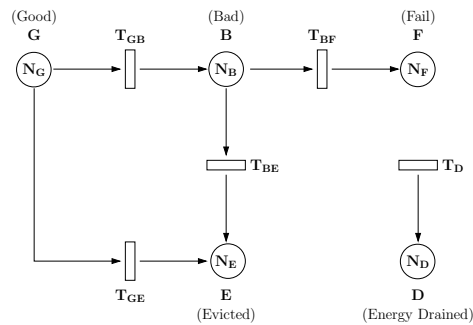 (Good)
G
N_G
T_GB
(Bad)
B
N_B
T_BF
(Fail)
F
N_F
T_BE
T_D
T_GE
N_E
E
(Evicted)
N_D
D
(Energy Drained)